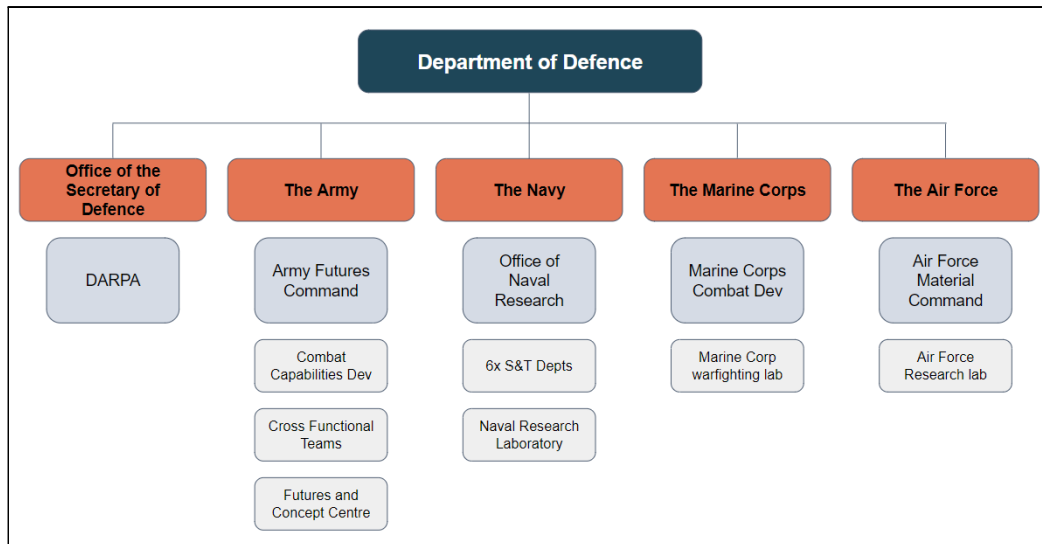 Department of Defence
Office of the
Secretary of
Defence
The Army
The Navy
The Marine Corps
The Air Force
DARPA
Army Futures
Command
Office of
Naval
Research
Marine Corps
Combat Dev
Air Force
Material
Command
Combat
Capabilities Dev
6x S&T Depts
Marine Corp
warfighting lab
Air Force
Research lab
Cross Functional
Teams
Naval Research
Laboratory
Futures and
Concept Centre